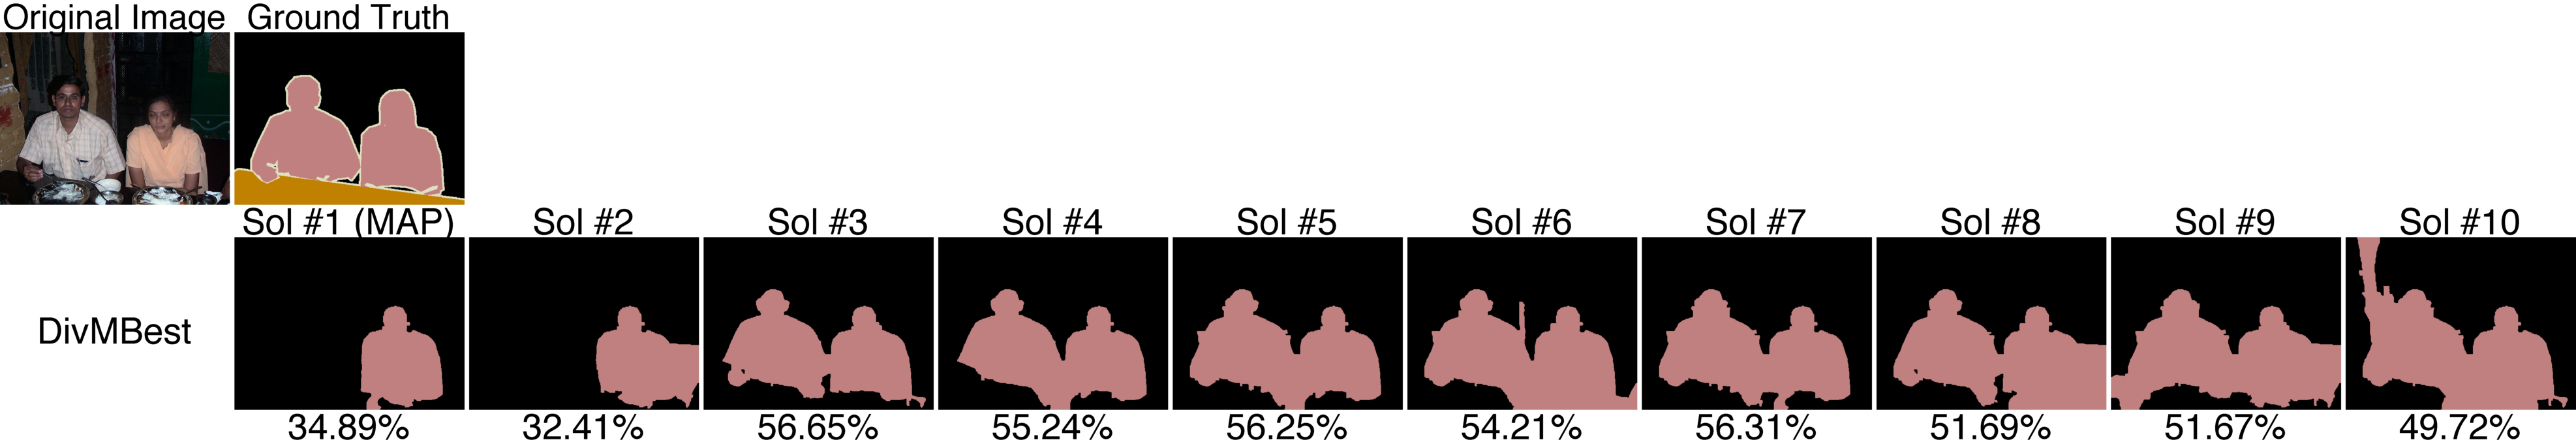 Original Image Ground Truth
Sol #1 (MAP) Sol #2 Sol #3 Sol #4 Sol #5 Sol #6 Sol #7 Sol #8 Sol #9 Sol #10
DivMBest
34.89% 32.41% 56.65% 55.24% 56.25% 54.21% 56.31% 51.69% 51.67% 49.72%